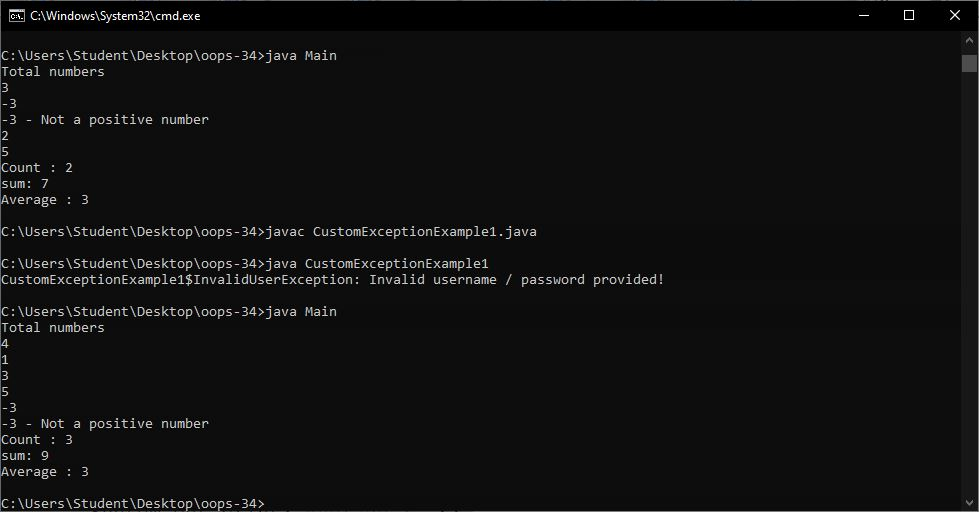 C:\Windows\System32\cmd.exe
C:\Users\Student\Desktop\oops-34>java Main
Total numbers
3
-3
-3 - Not a positive number
2
5
Count : 2
sum: 7
Average : 3
C:\Users\Student\Desktop\oops-34>javac CustomExceptionExample1.java
C:\Users\Student\Desktop\oops-34>java CustomExceptionExample1
CustomExceptionExample1$InvalidUserException: Invalid username / password provided!
C:\Users\Student\Desktop\oops-34>java Main
Total numbers
4
1
3
5
-3
-3 - Not a positive number
Count : 3
sum: 9
Average : 3
C:\Users\Student\Desktop\oops-34>